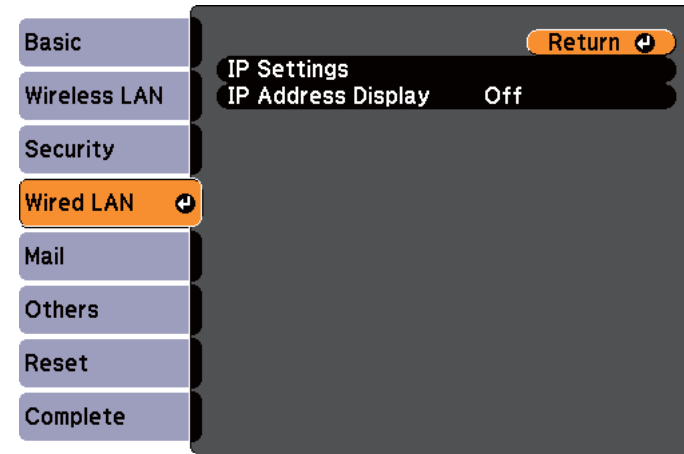 Basic
Wireless LAN
Security
Wired LAN
Mail
Others
Reset
Complete
Return
IP Settings
IP Address Display Off